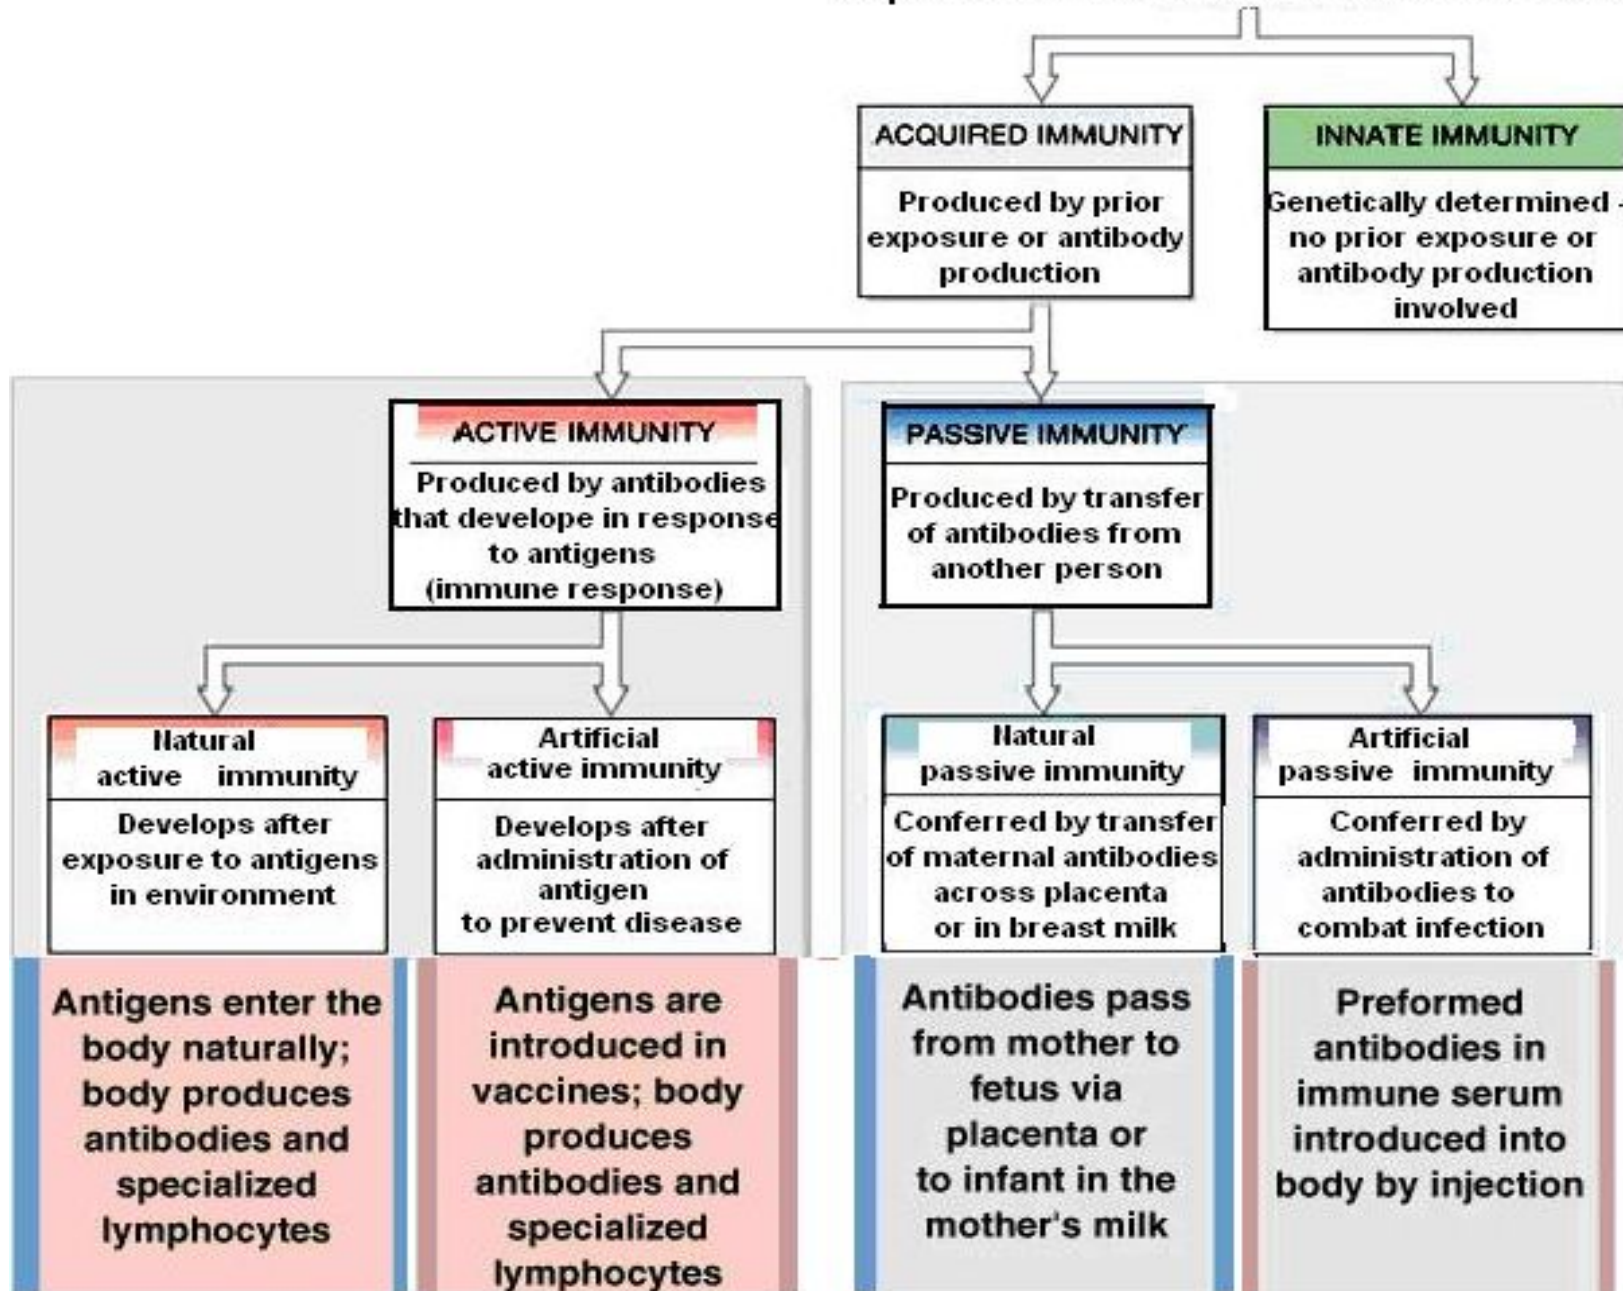 ACQUIRED IMMUNITY
Produced by prior
exposure or antibody
production
INNATE IMMUNITY
Genetically determined -
no prior exposure or
antibody production
involved
ACTIVE IMMUNITY
Produced by antibodies
that develope in response
to antigens
(immune response)
PASSIVE IMMUNITY
Produced by transfer
of antibodies from
another person
Natural
active immunity
Develops after
exposure to antigens
in environment
Artificial
active immunity
Develops after
administration of
antigen
to prevent disease
Natural
passive immunity
Conferred by transfer
of maternal antibodies
across placenta
or in breast milk
Artificial
passive immunity
Conferred by
administration of
antibodies to
combat infection
Antigens enter the
body naturally;
body produces
antibodies and
specialized
lymphocytes
Antigens are
introduced in
vaccines; body
produces
antibodies and
specialized
lymphocytes
Antibodies pass
from mother to
fetus via
placenta or
to infant in the
mother's milk
Preformed
antibodies in
immune serum
introduced into
body by injection